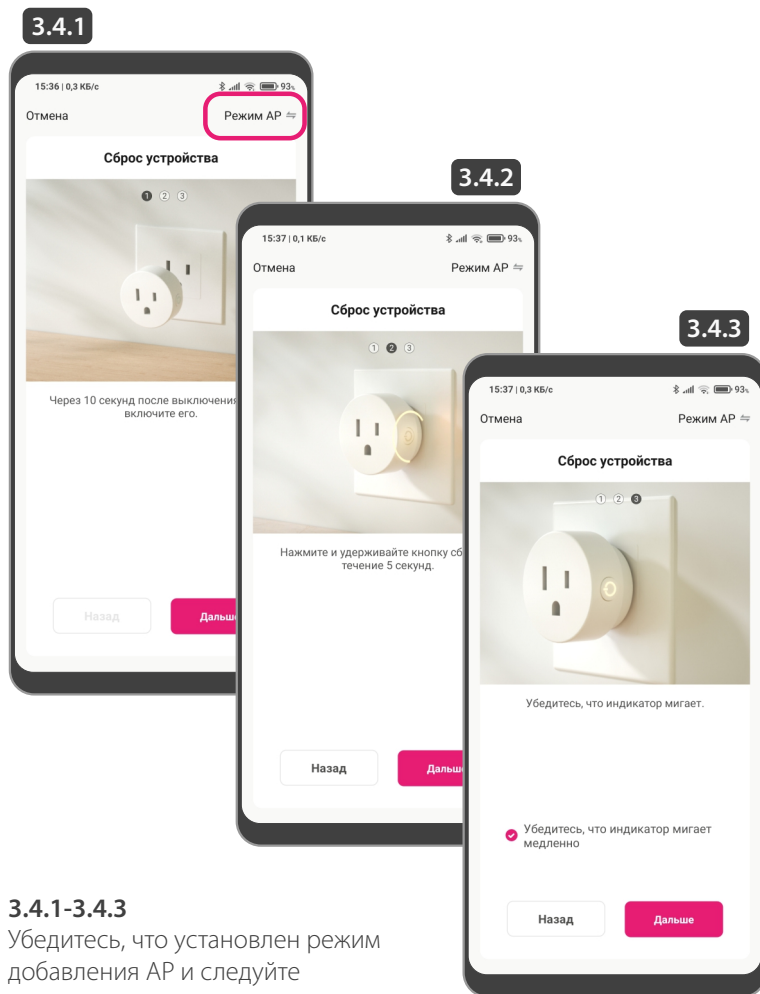 3.4.1
15:36 | 0,3 КБ/с 93%
Отмена Режим AP
Сброс устройства
1 2 3
Через 10 секунд после выключения
включите его.
Назад Дальш
3.4.2
15:37 | 0,1 КБ/с 93%
Отмена Режим AP
Сброс устройства
1 2 3
Нажмите и удерживайте кнопку сб
течение 5 секунд.
Назад Дальш
3.4.3
15:37 | 0,3 КБ/с 93%
Отмена Режим AP
Сброс устройства
1 2 3
Убедитесь, что индикатор мигает.
Убедитесь, что индикатор мигает
медленно
Назад Дальше
3.4.1-3.4.3
Убедитесь, что установлен режим
добавления AP и следуйте